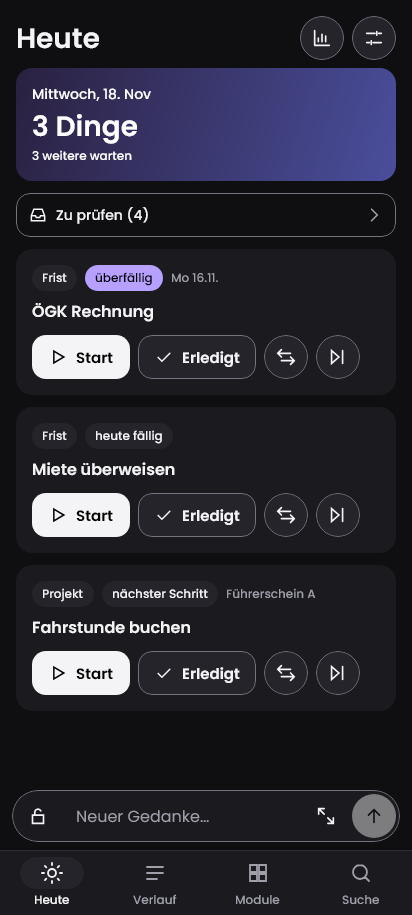 Heute
Mittwoch, 18. Nov
3 Dinge
3 weitere warten
Zu prüfen (4)
Frist überfällig Mo 16.11.
ÖGK Rechnung
Start Erledigt
Frist heute fällig
Miete überweisen
Start Erledigt
Projekt nächster Schritt Führerschein A
Fahrstunde buchen
Start Erledigt
Neuer Gedanke...
Heute Verlauf Module Suche